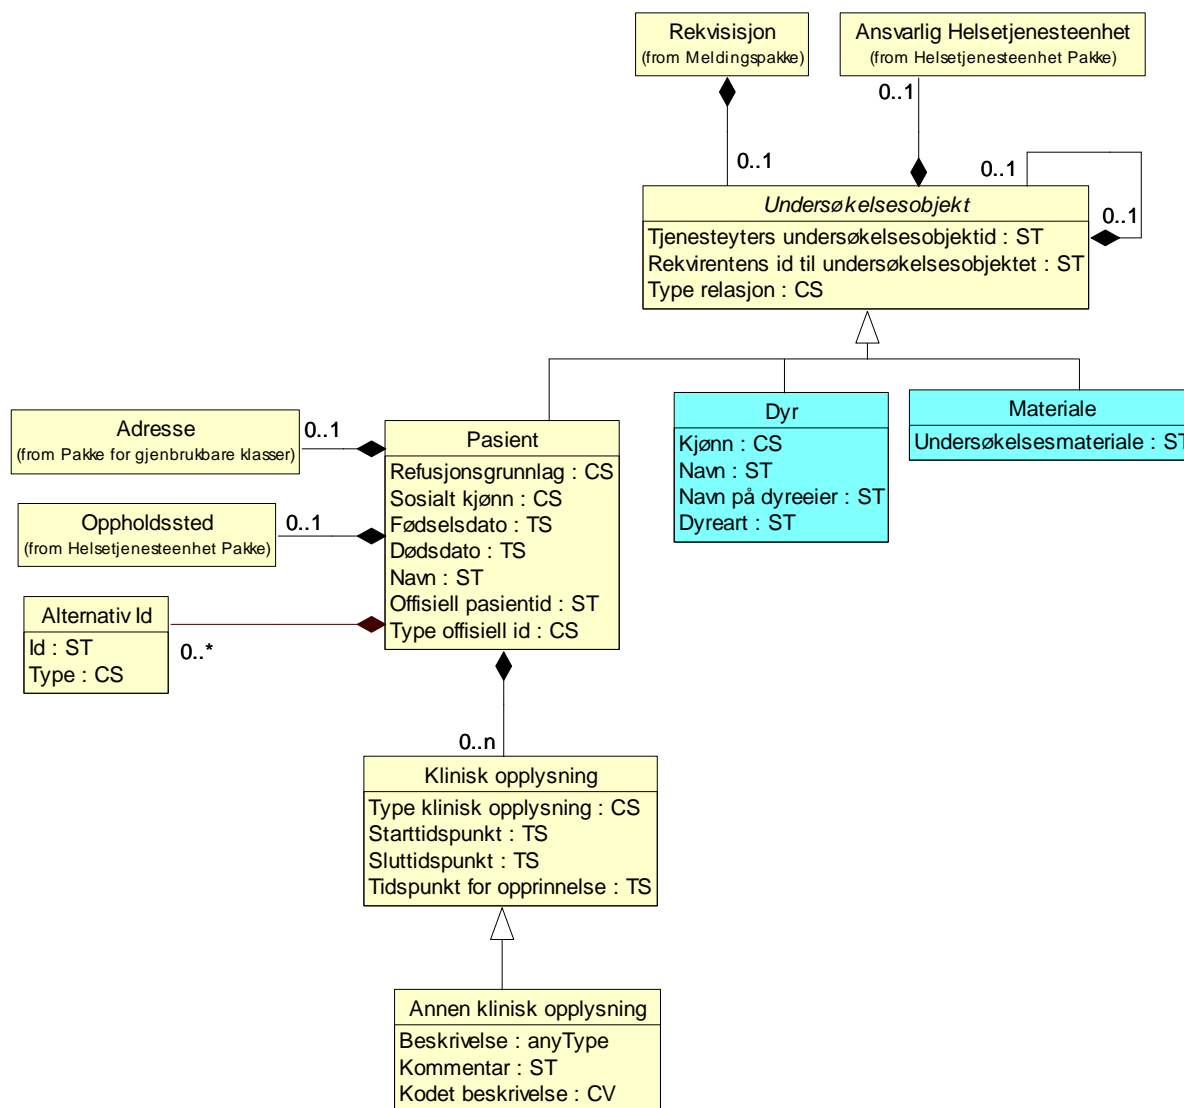 Rekvisisjon
(from Meldingspakke)
Ansvarlig Helsetjenesteenhet
(from Helsetjenesteenhet Pakke)
0..1
0..1
0..1
0..1
Undersøkelsesobjekt
Tjenesteyters undersøkelsesobjektid : ST
Rekvirentens id til undersøkelsesobjektet : ST
Type relasjon : CS
Adresse
(from Pakke for gjenbrukbare klasser)
0..1
Oppholdssted
(from Helsetjenesteenhet Pakke)
0..1
Alternativ Id
Id : ST
Type : CS
0..*
Pasient
Refusjonsgrunnlag : CS
Sosialt kjønn : CS
Fødselsdato : TS
Dødsdato : TS
Navn : ST
Offisiell pasientid : ST
Type offisiell id : CS
Dyr
Kjønn : CS
Navn : ST
Navn på dyreeier : ST
Dyreart : ST
Materiale
Undersøkelsesmateriale : ST
0..n
Klinisk opplysning
Type klinisk opplysning : CS
Starttidspunkt : TS
Sluttidspunkt : TS
Tidspunkt for opprinnelse : TS
Annen klinisk opplysning
Beskrivelse : anyType
Kommentar : ST
Kodet beskrivelse : CV